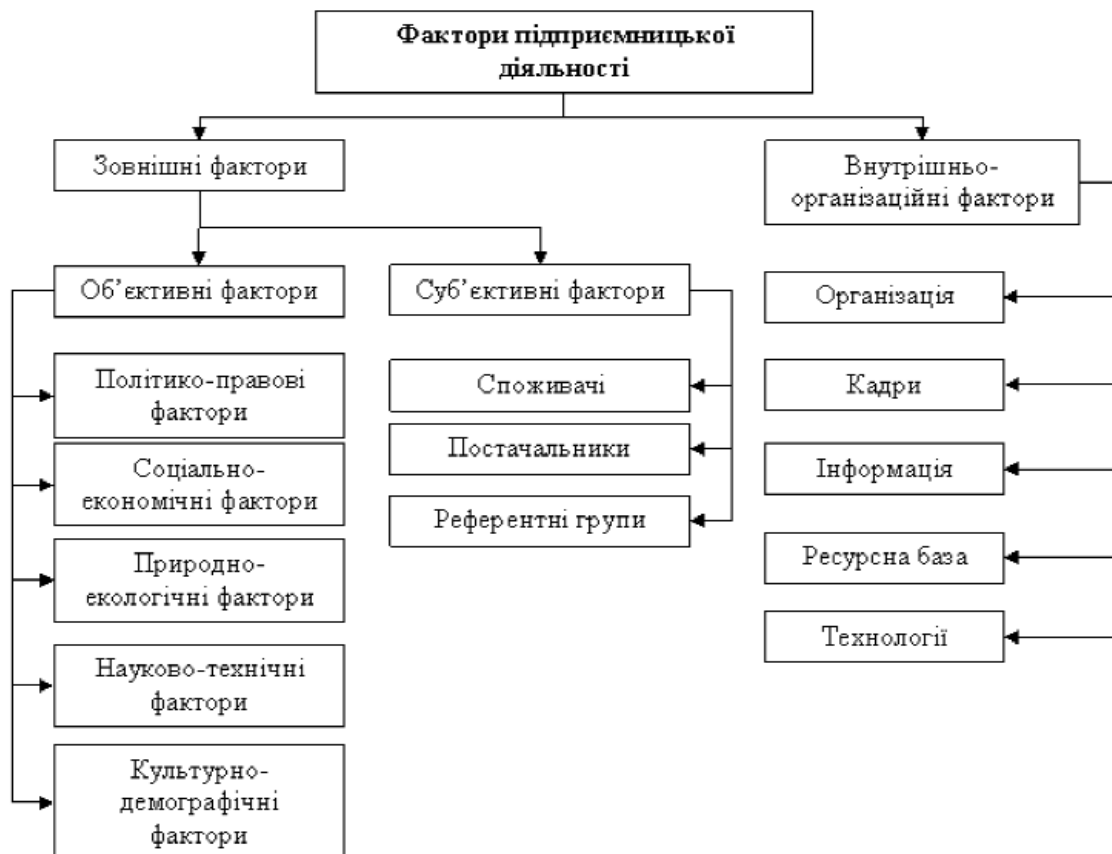 Фактори підприємницької
діяльності
Зовнішні фактори
Внутрішньо-
організаційні фактори
Об’єктивні фактори
Суб’єктивні фактори
Організація
Політико-правові
фактори
Споживачі
Кадри
Соціально-
економічні фактори
Постачальники
Інформація
Референтні групи
Природно-
екологічні фактори
Ресурсна база
Технології
Науково-технічні
фактори
Культурно-
демографічні
фактори